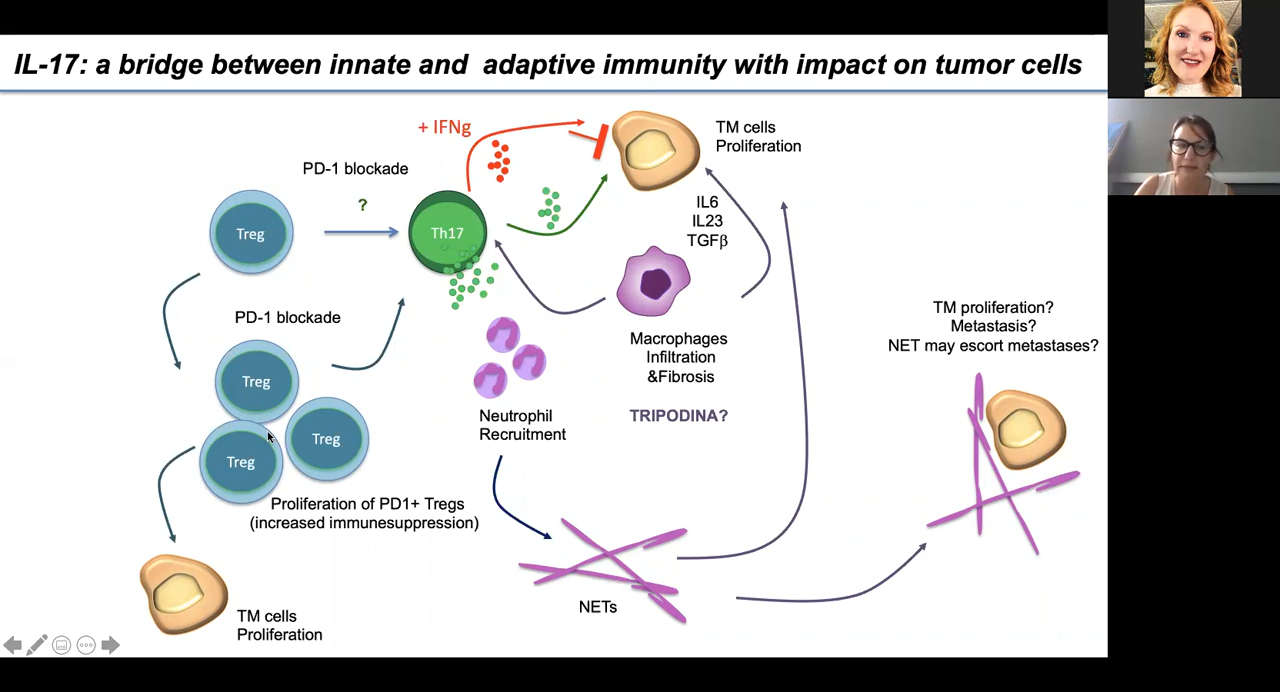 IL-17: a bridge between innate and adaptive immunity with impact on tumor cells
+ IFNg
TM cells
Proliferation
PD-1 blockade
?
Treg
Th17
IL6
IL23
TGFβ
PD-1 blockade
Treg
Treg
Treg
Proliferation of PD1+ Tregs
(increased immunesuppression)
Macrophages
Infiltration
&Fibrosis
TRIPODINA?
Neutrophil
Recruitment
TM proliferation?
Metastasis?
NET may escort metastases?
NETs
TM cells
Proliferation